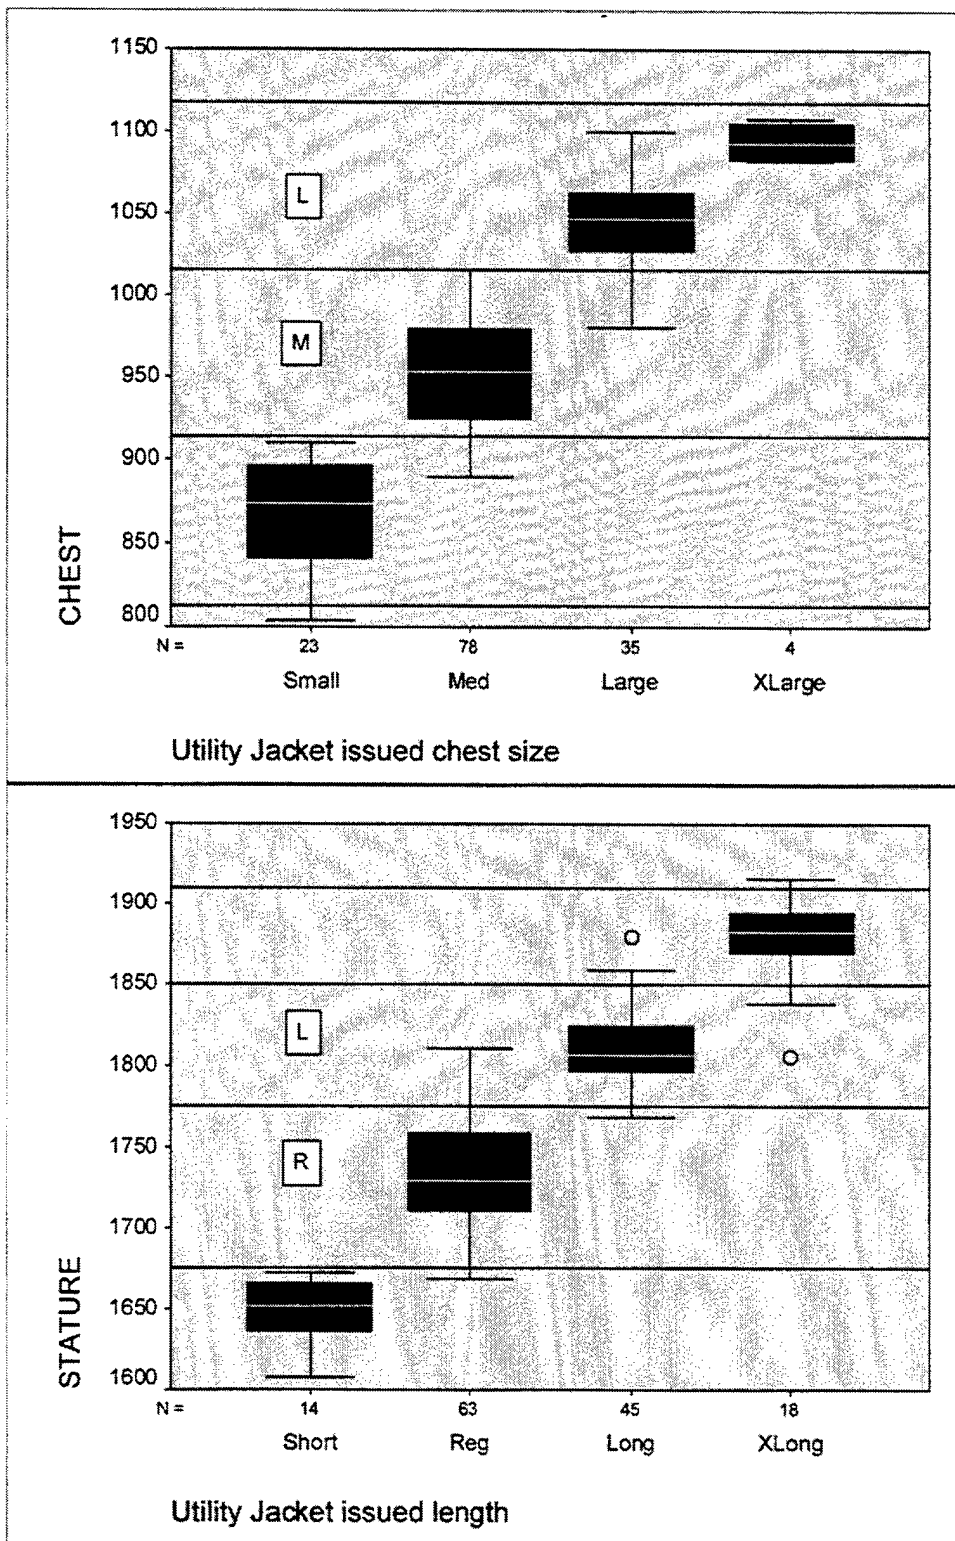 1150
1100
L
1050
1000
M
950
900
850
800
CHEST
N = 23 78 35 4
Small Med Large XLarge
Utility Jacket issued chest size
1950
1900
1850
L
1800
1750
R
1700
1650
1600
STATURE
N = 14 63 45 18
Short Reg Long XLong
Utility Jacket issued length